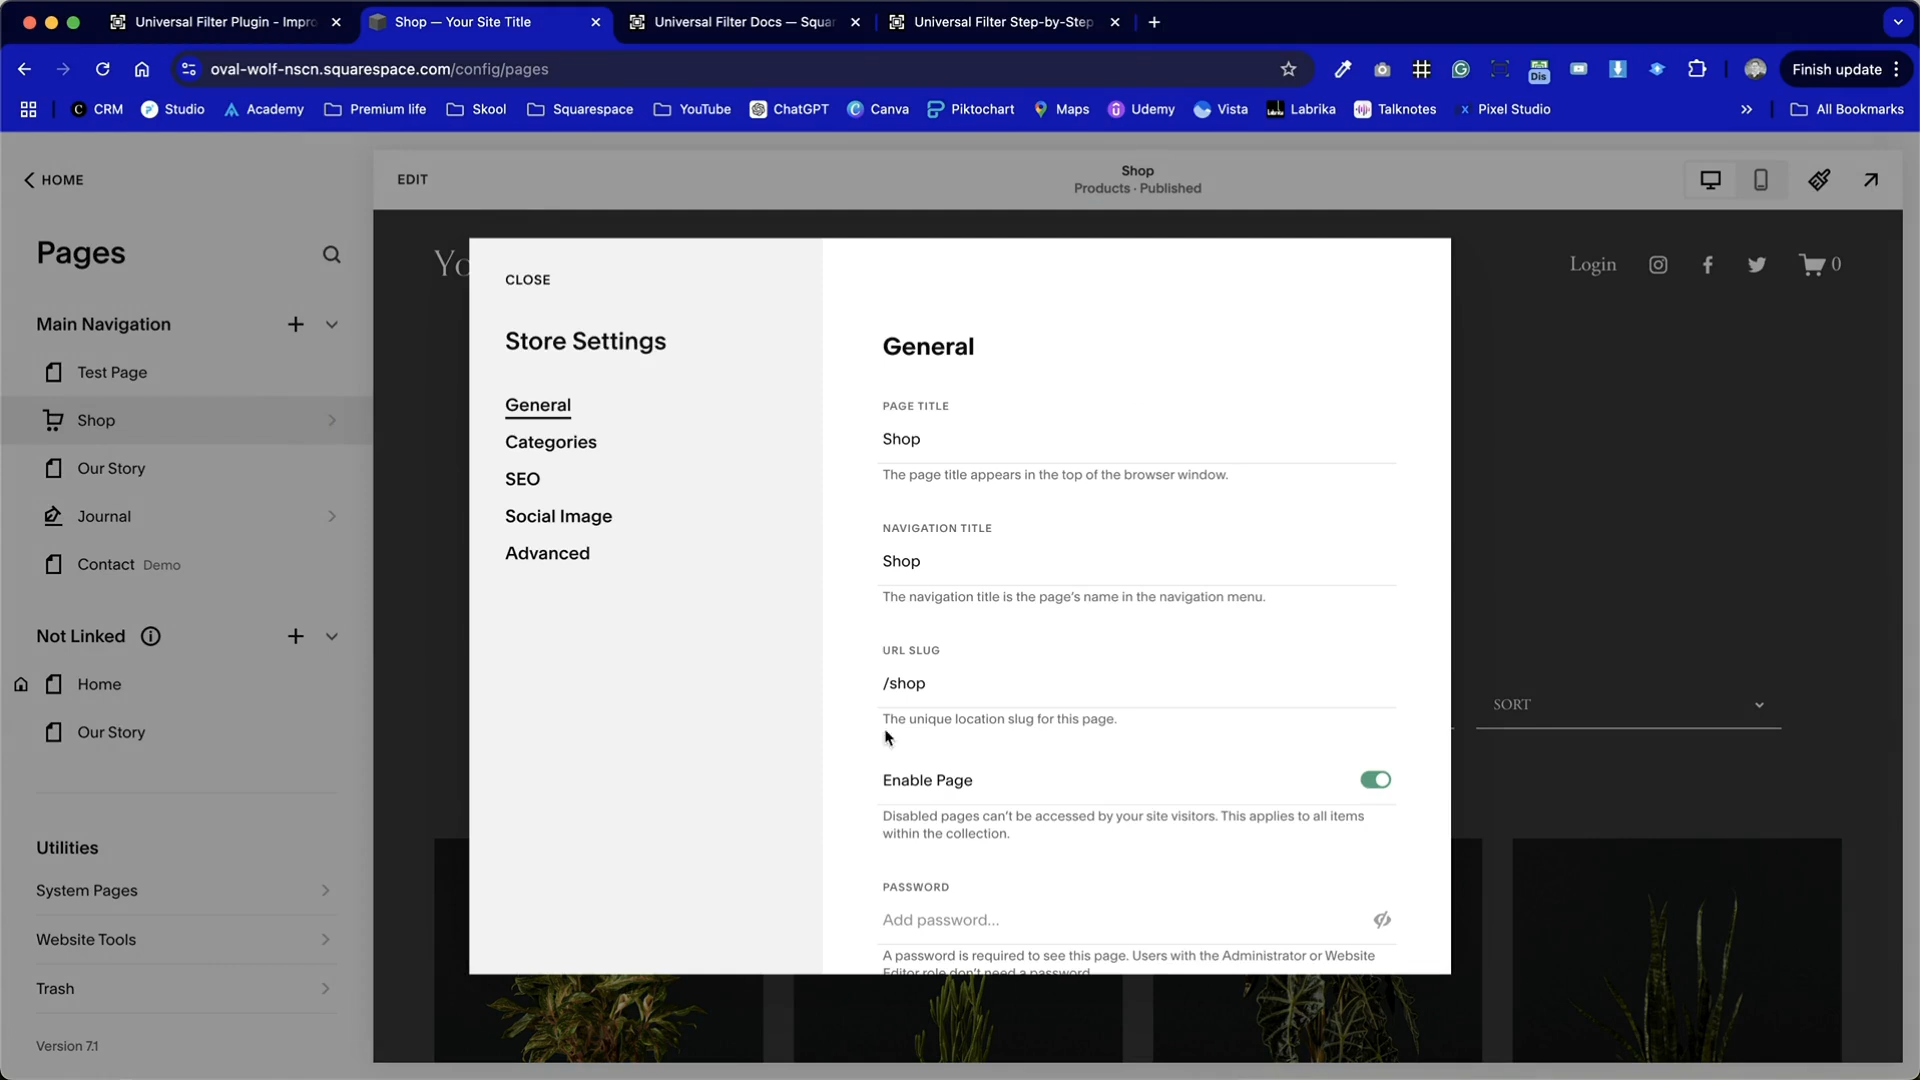 Universal Filter Plugin - Impro
Shop — Your Site Title
Universal Filter Docs — Squar
Universal Filter Step-by-Step
oval-wolf-nscn.squarespace.com/config/pages
Dis
Finish update
CRM
Studio
Academy
Premium life
Skool
Squarespace
YouTube
ChatGPT
Canva
Piktochart
Maps
Udemy
Vista
Labrika
Talknotes
Pixel Studio
All Bookmarks
HOME
EDIT
Shop
Products · Published
Pages
Main Navigation
Test Page
Shop
Our Story
Journal
Contact Demo
Not Linked
Home
Our Story
Utilities
System Pages
Website Tools
Trash
Version 7.1
Yo
Login
0
SORT
CLOSE
Store Settings
General
Categories
SEO
Social Image
Advanced
General
PAGE TITLE
Shop
The page title appears in the top of the browser window.
NAVIGATION TITLE
Shop
The navigation title is the page's name in the navigation menu.
URL SLUG
/shop
The unique location slug for this page.
Enable Page
Disabled pages can't be accessed by your site visitors. This applies to all items
within the collection.
PASSWORD
Add password...
A password is required to see this page. Users with the Administrator or Website
Editor role don't need a password